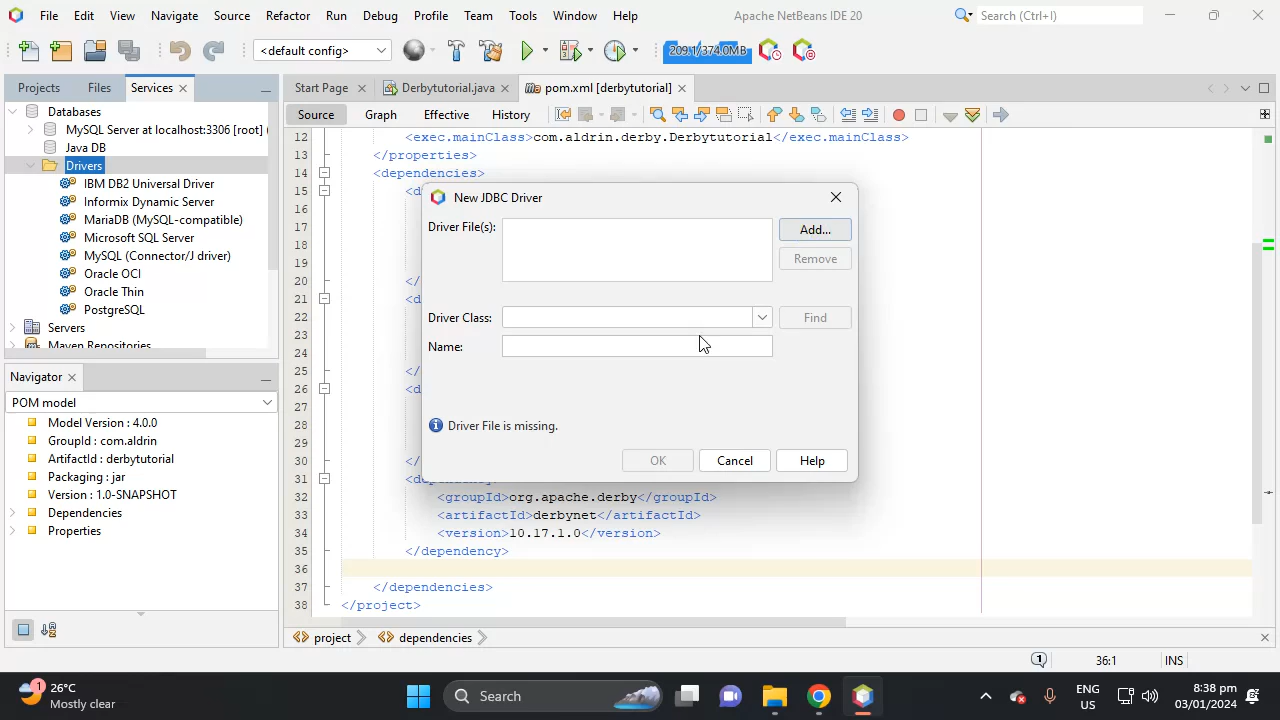 File Edit View Navigate Source Refactor Run Debug Profile Team Tools Window Help
Apache NetBeans IDE 20
Search (Ctrl+I)
<default config>
209.1/374.0MB
Projects Files Services
Start Page Derbytutorial.java pom.xml [derbytutorial]
Source Graph Effective History
Databases
MySQL Server at localhost:3306 [root] (
Java DB
Drivers
IBM DB2 Universal Driver
Informix Dynamic Server
MariaDB (MySQL-compatible)
Microsoft SQL Server
MySQL (Connector/J driver)
Oracle OCI
Oracle Thin
PostgreSQL
Servers
Maven Repositories
Navigator
POM model
Model Version : 4.0.0
GroupId : com.aldrin
ArtifactId : derbytutorial
Packaging : jar
Version : 1.0-SNAPSHOT
Dependencies
Properties
12 <exec.mainClass>com.aldrin.derby.Derbytutorial</exec.mainClass>
13 </properties>
14 <dependencies>
15 <d
16
17
18
19
20 </
21 <d
22
23
24
25 </
26 <d
27
28
29
30 </
31 <dependency>
32 <groupId>org.apache.derby</groupId>
33 <artifactId>derbynet</artifactId>
34 <version>10.17.1.0</version>
35 </dependency>
36
37 </dependencies>
38 </project>
New JDBC Driver
Driver File(s):
Add...
Remove
Driver Class:
Find
Name:
Driver File is missing.
OK Cancel Help
project dependencies
1
36:1 INS
1
26°C
Mostly clear
Search
ENG
US
8:38 pm
03/01/2024